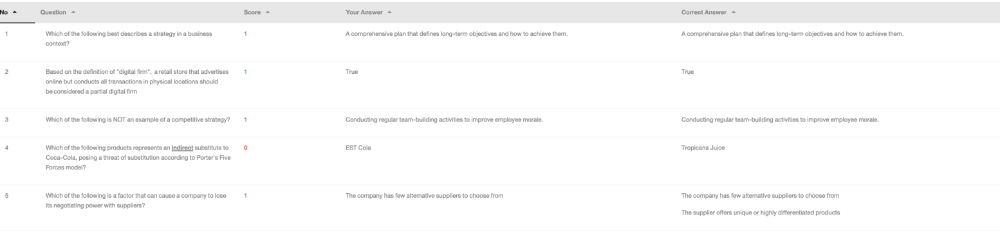 No Question Score Your Answer Correct Answer
1 Which of the following best describes a strategy in a business 1 A comprehensive plan that defines long-term objectives and how to achieve them. A comprehensive plan that defines long-term objectives and how to achieve them.
context?
2 Based on the definition of "digital firm", a retail store that advertises 1 True True
online but conducts all transactions in physical locations should
be considered a partial digital firm
3 Which of the following is NOT an example of a competitive strategy? 1 Conducting regular team-building activities to improve employee morale. Conducting regular team-building activities to improve employee morale.
4 Which of the following products represents an indirect substitute to 0 EST Cola Tropicana Juice
Coca-Cola, posing a threat of substitution according to Porter's Five
Forces model?
5 Which of the following is a factor that can cause a company to lose 1 The company has few alternative suppliers to choose from The company has few alternative suppliers to choose from
its negotiating power with suppliers?
The supplier offers unique or highly differentiated products